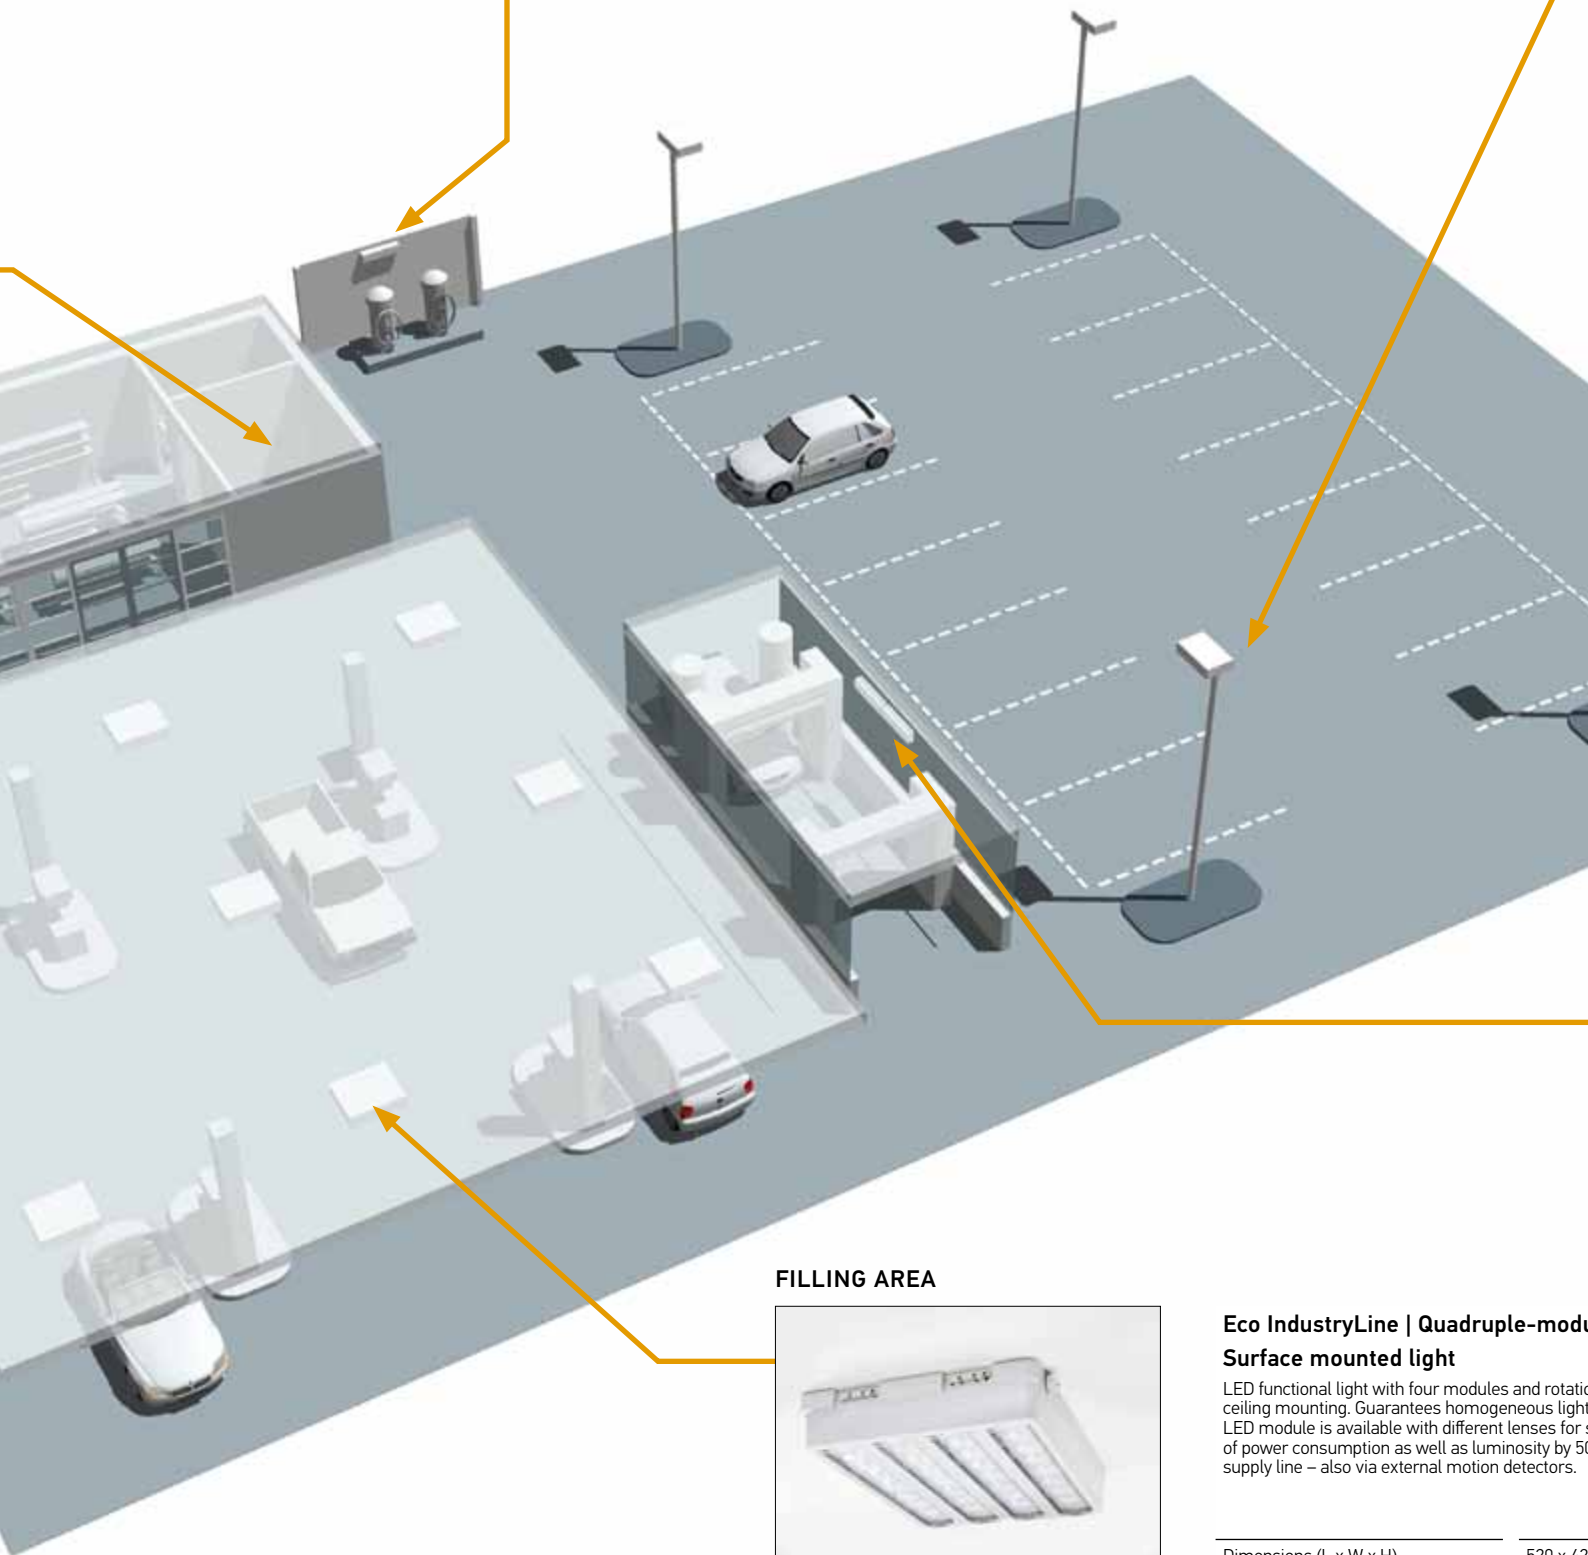 FILLING AREA
Eco IndustryLine | Quadruple-modu
Surface mounted light
LED functional light with four modules and rotatio
ceiling mounting. Guarantees homogeneous light
LED module is available with different lenses for s
of power consumption as well as luminosity by 50
supply line – also via external motion detectors.
Dimensions (L x W x H)